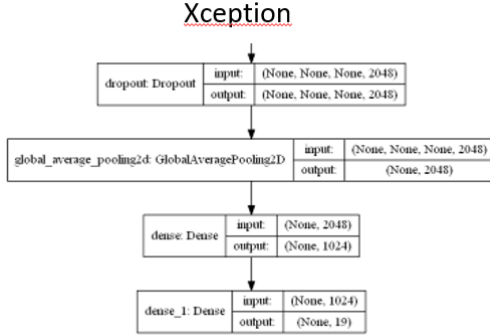 Xception
dropout: Dropout
input: (None, None, None, 2048)
output: (None, None, None, 2048)
global_average_pooling2d: GlobalAveragePooling2D
input: (None, None, None, 2048)
output: (None, 2048)
dense: Dense
input: (None, 2048)
output: (None, 1024)
dense_1: Dense
input: (None, 1024)
output: (None, 19)